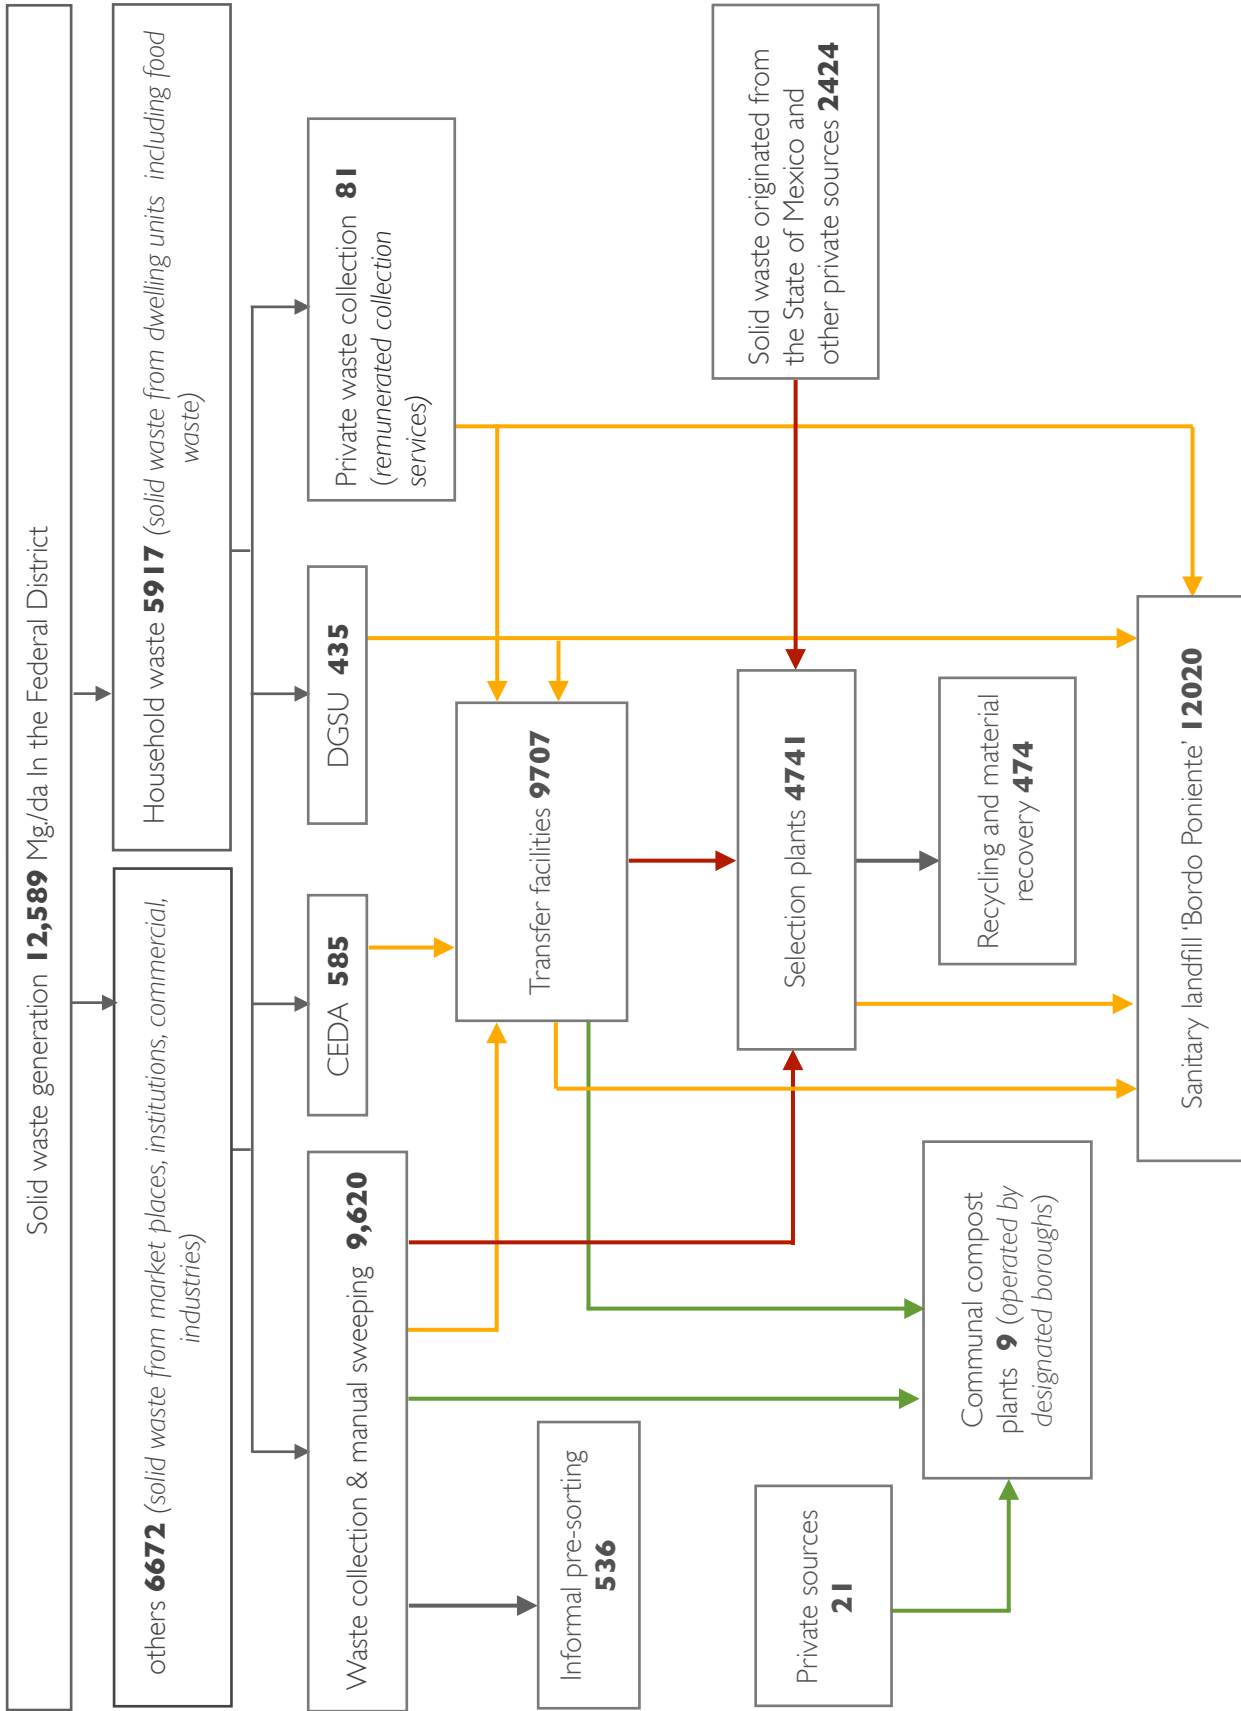 Solid waste generation 12,589 Mg./da In the Federal District
others 6672 (solid waste from market places, institutions, commercial,
industries)
Household waste 5917 (solid waste from dwelling units including food
waste)
Waste collection & manual sweeping 9,620
CEDA 585
DGSU 435
Private waste collection 81
(remunerated collection
services)
Informal pre-sorting
536
Transfer facilities 9707
Private sources
21
Selection plants 4741
Solid waste originated from
the State of Mexico and
other private sources 2424
Communal compost
plants 9 (operated by
designated boroughs)
Recycling and material
recovery 474
Sanitary landfill 'Bordo Poniente' 12020